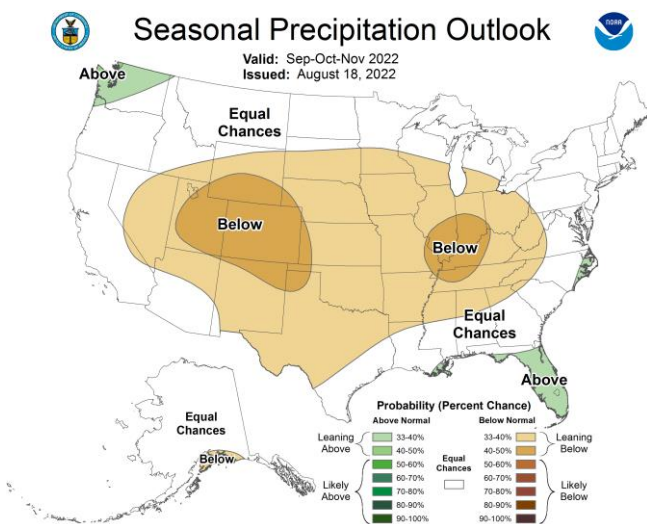 Seasonal Precipitation Outlook
NOAA
Valid: Sep-Oct-Nov 2022
Issued: August 18, 2022
Above
Equal
Chances
Below
Below
Equal
Chances
Above
Equal
Chances
Below
Probability (Percent Chance)
Above Normal
Below Normal
Leaning
Above
33-40%
40-50%
Likely
Above
50-60%
60-70%
70-80%
80-90%
90-100%
Equal
Chances
33-40%
40-50%
Leaning
Below
50-60%
60-70%
70-80%
80-90%
90-100%
Likely
Below